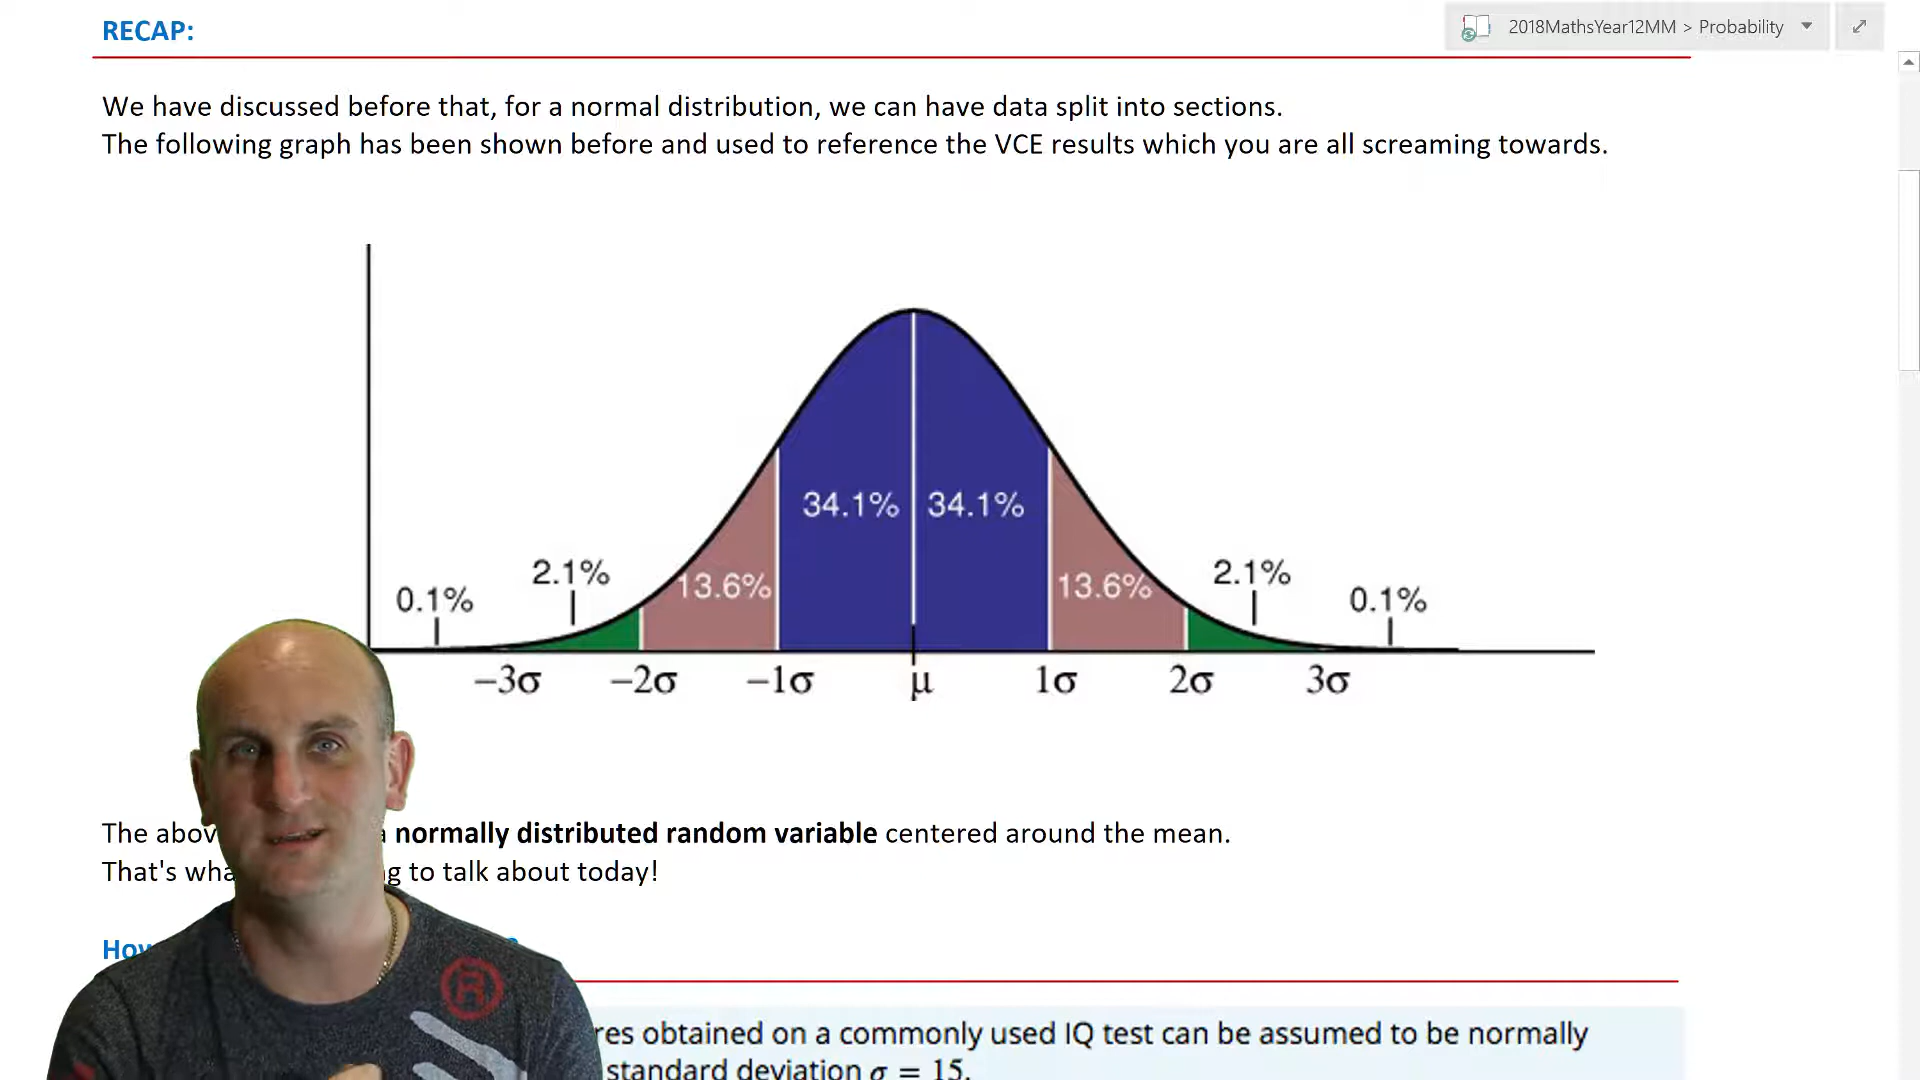 RECAP:
2018MathsYear12MM > Probability
We have discussed before that, for a normal distribution, we can have data split into sections.
The following graph has been shown before and used to reference the VCE results which you are all screaming towards.
34.1% 34.1%
13.6% 13.6%
2.1% 2.1%
0.1% 0.1%
−3σ −2σ −1σ μ 1σ 2σ 3σ
The a normally distributed random variable centered around the mean.
That's to talk about today!
?
R
obtained on a commonly used IQ test can be assumed to be normally
standard deviation σ = 15.